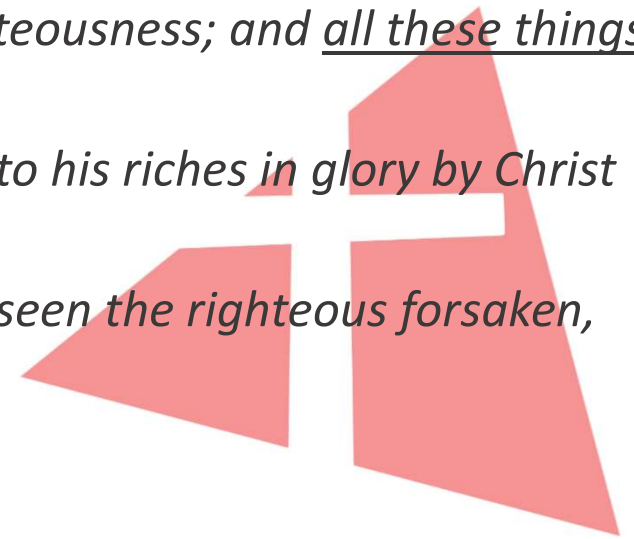 teousness; and all these things
to his riches in glory by Christ
seen the righteous forsaken,